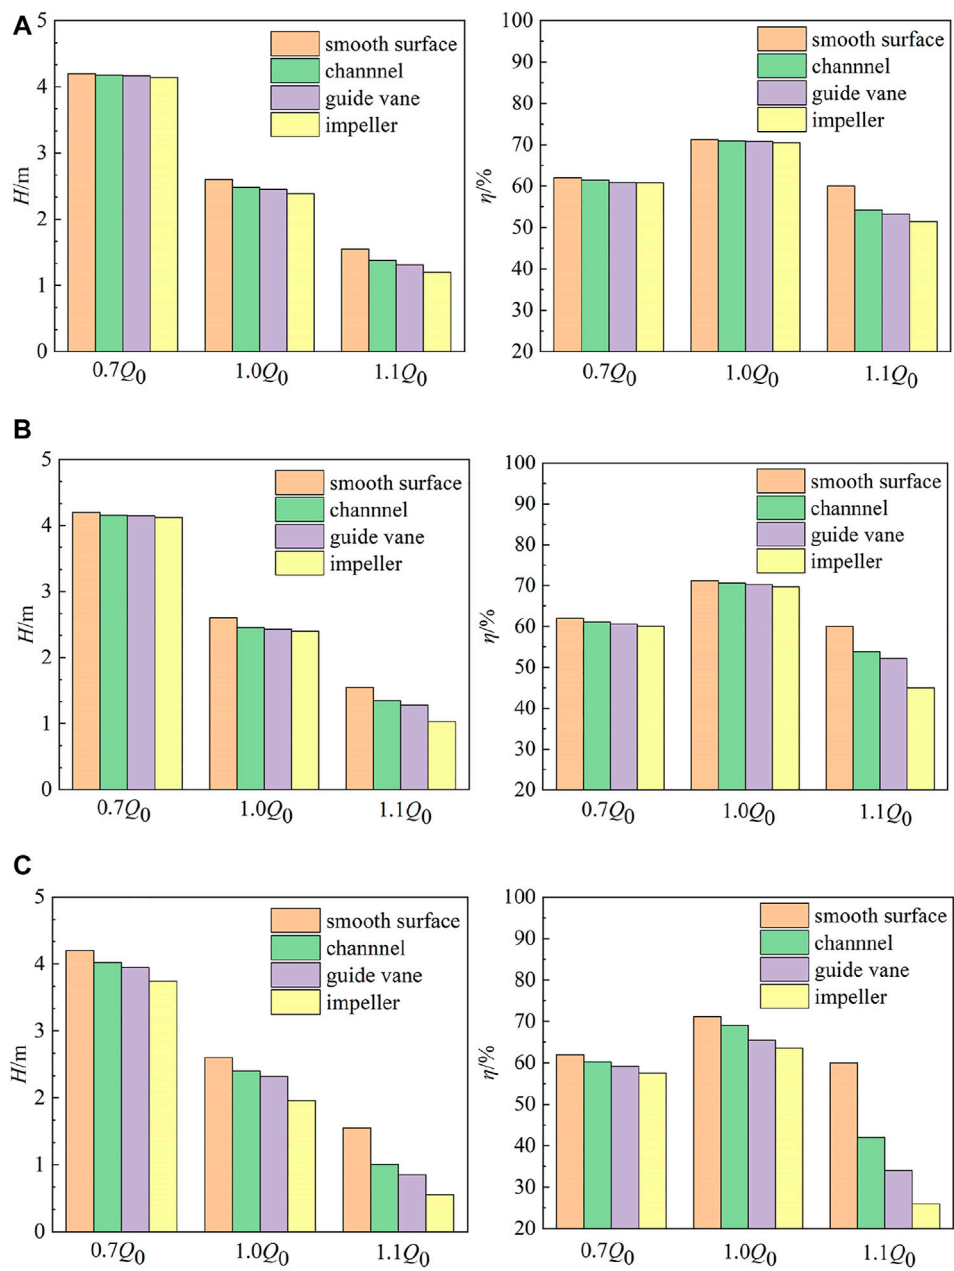 A
H/m
5
4
3
2
1
0
smooth surface
channnel
guide vane
impeller
0.7Q0
1.0Q0
1.1Q0
η/%
100
90
80
70
60
50
40
30
20
smooth surface
channnel
guide vane
impeller
0.7Q0
1.0Q0
1.1Q0
B
H/m
5
4
3
2
1
0
smooth surface
channnel
guide vane
impeller
0.7Q0
1.0Q0
1.1Q0
η/%
100
90
80
70
60
50
40
30
20
smooth surface
channnel
guide vane
impeller
0.7Q0
1.0Q0
1.1Q0
C
H/m
5
4
3
2
1
0
smooth surface
channnel
guide vane
impeller
0.7Q0
1.0Q0
1.1Q0
η/%
100
90
80
70
60
50
40
30
20
smooth surface
channnel
guide vane
impeller
0.7Q0
1.0Q0
1.1Q0